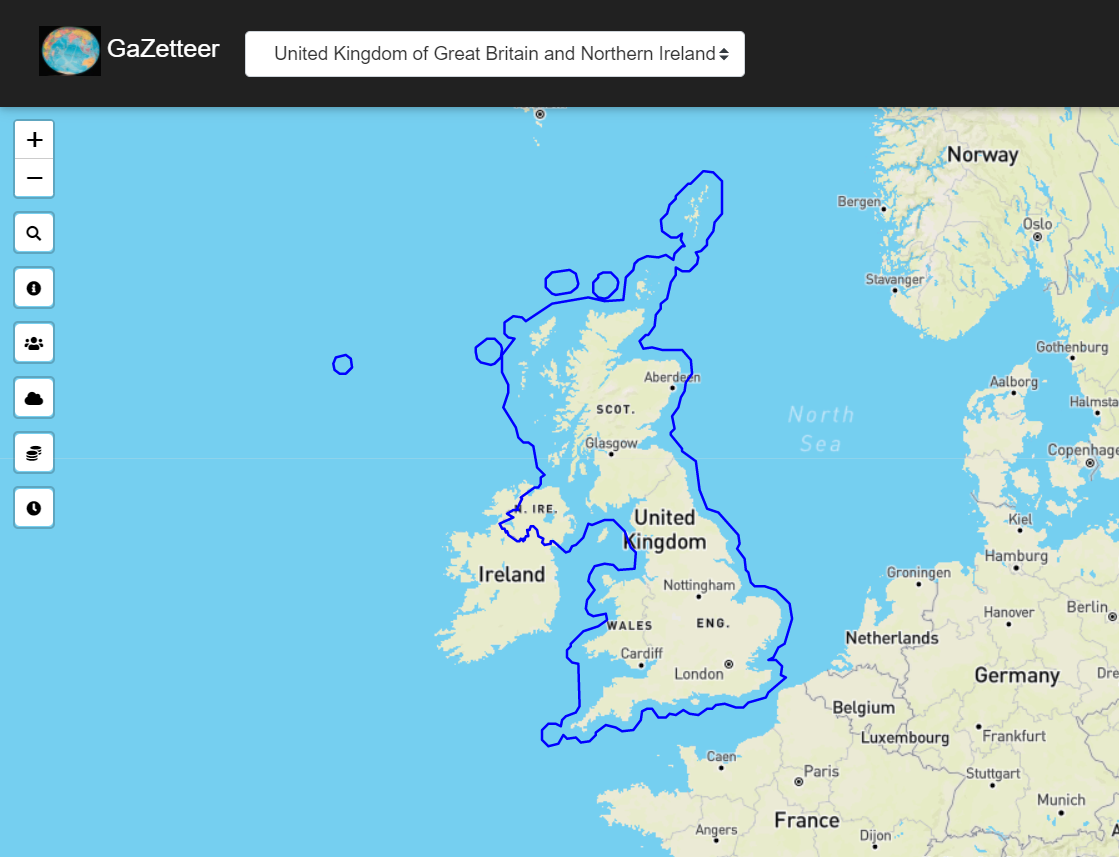 GaZetteer
United Kingdom of Great Britain and Northern Ireland
+
−
Norway
Bergen
Oslo
Stavanger
Gothenburg
Aalborg
Halmsta
Aberdeen
SCOT.
North
Sea
Glasgow
Copenhage
N. IRE.
United
Kingdom
Kiel
Hamburg
Ireland
Groningen
Nottingham
Hanover
Berlin
WALES
ENG.
Netherlands
Cardiff
London
Germany
Dre
Belgium
Luxembourg
Frankfurt
Caen
Paris
Stuttgart
Munich
France
Angers
Dijon
A